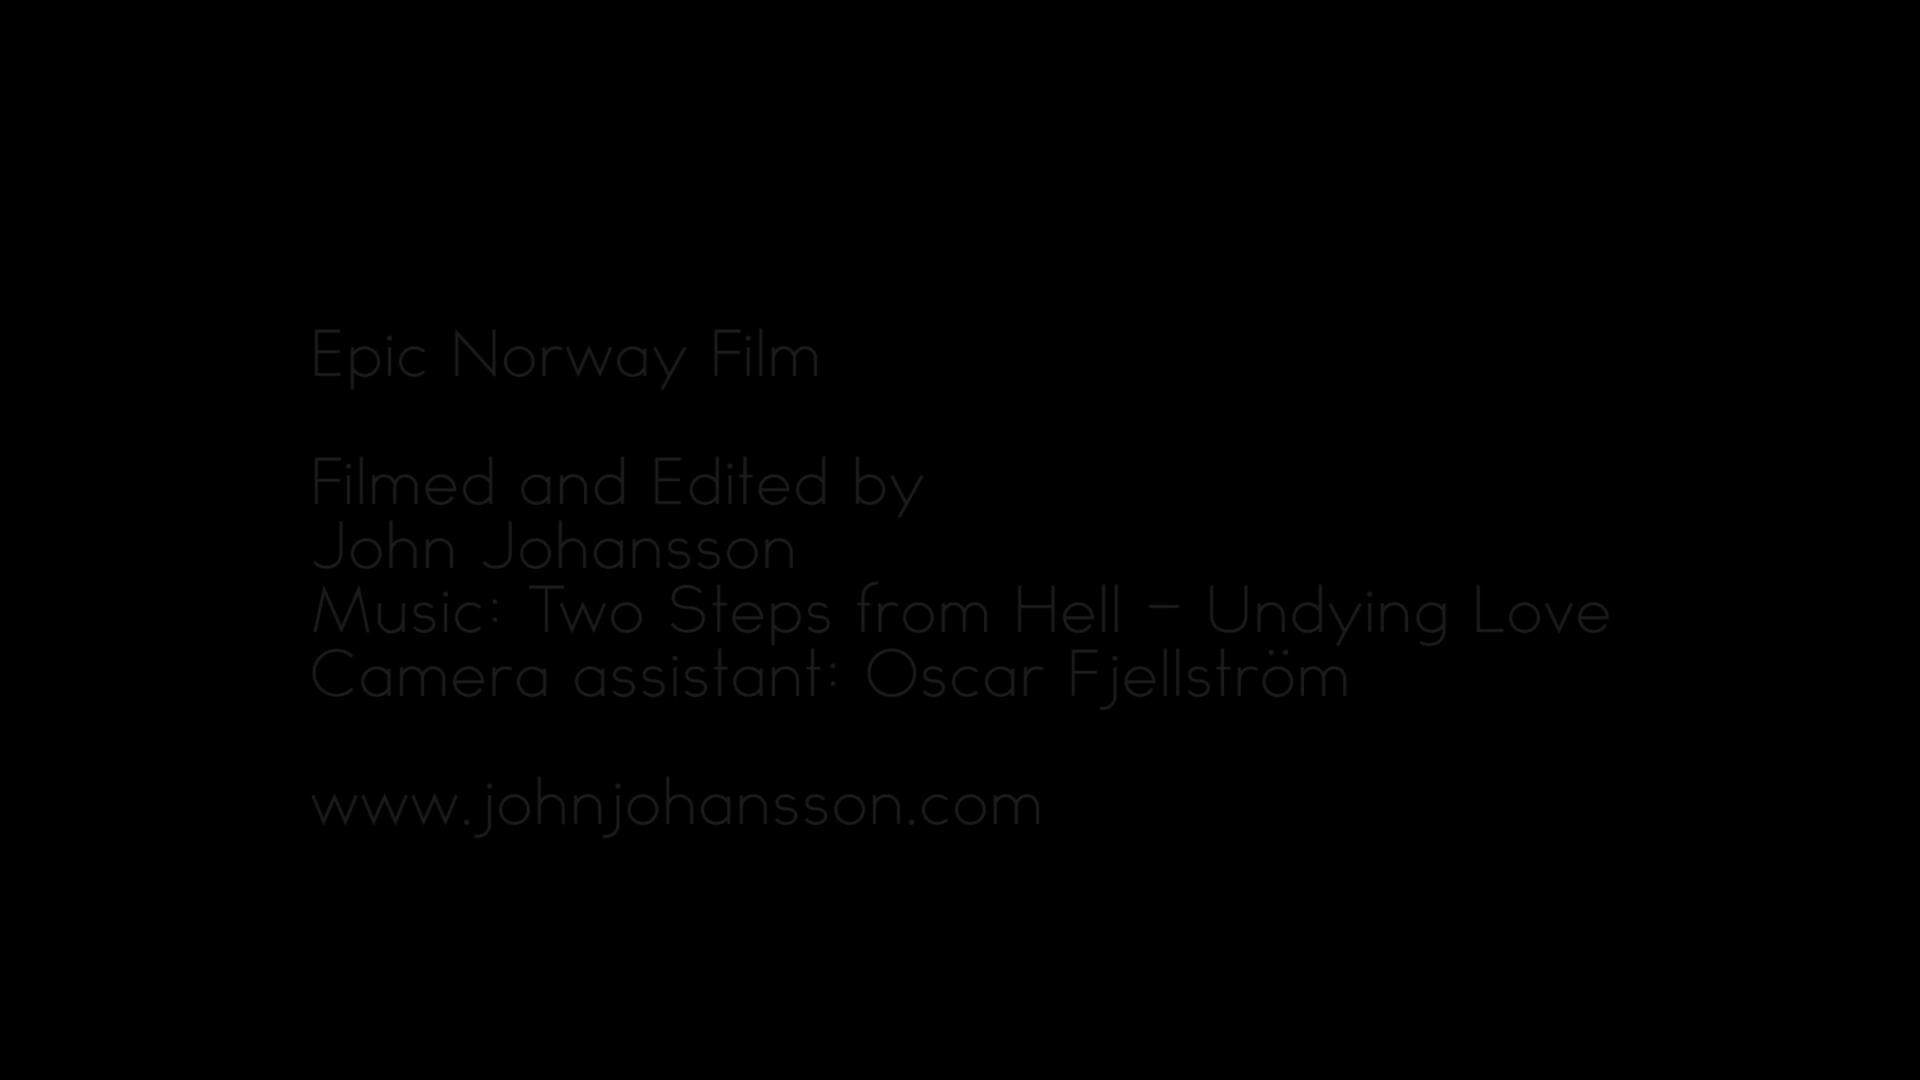 Epic Norway Film
Filmed and Edited by
John Johansson
Music: Two Steps from Hell - Undying Love
Camera assistant: Oscar Fjellström
www.johnjohansson.com